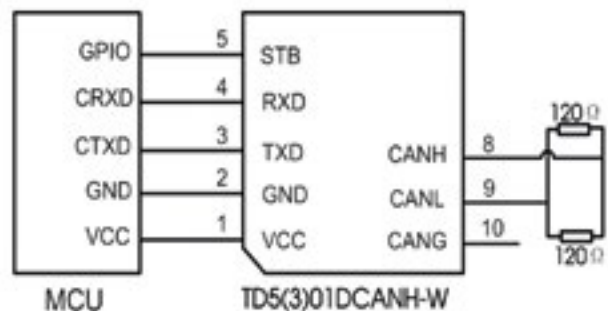 GPIO
CRXD
CTXD
GND
VCC
MCU
5
4
3
2
1
STB
RXD
TXD
GND
VCC
CANH
CANL
CANG
TD5(3)01DCANH-W
8
9
10
120Ω
120Ω